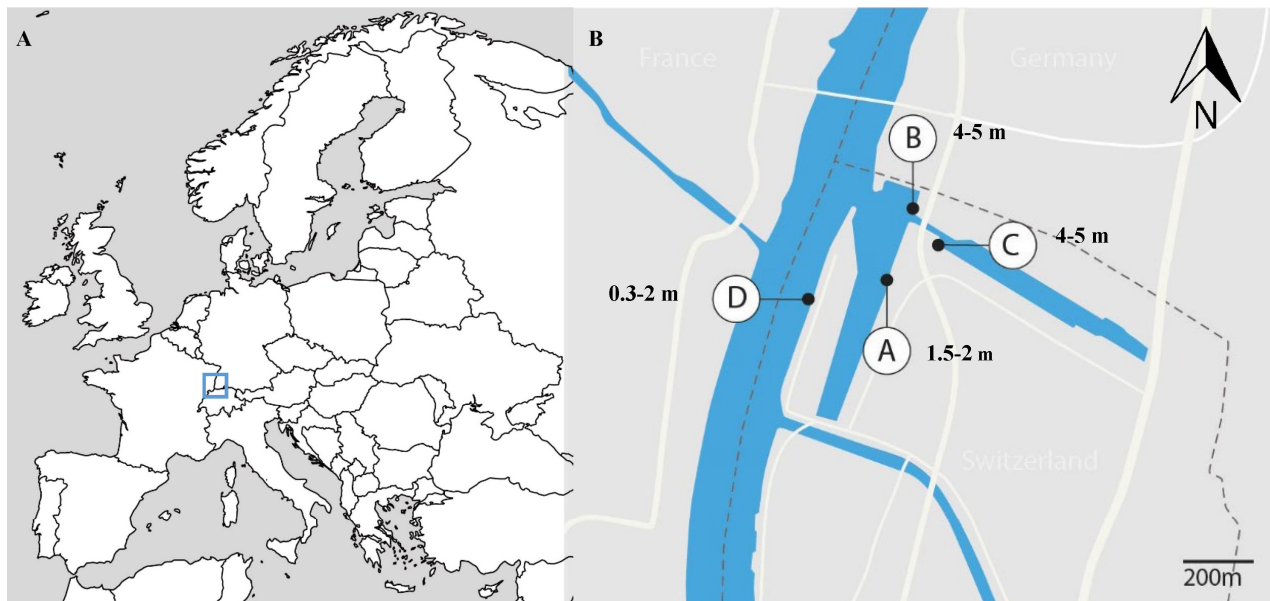 A
B
France
Germany
N
B
4-5 m
C
4-5 m
0.3-2 m
D
A
1.5-2 m
Switzerland
200m